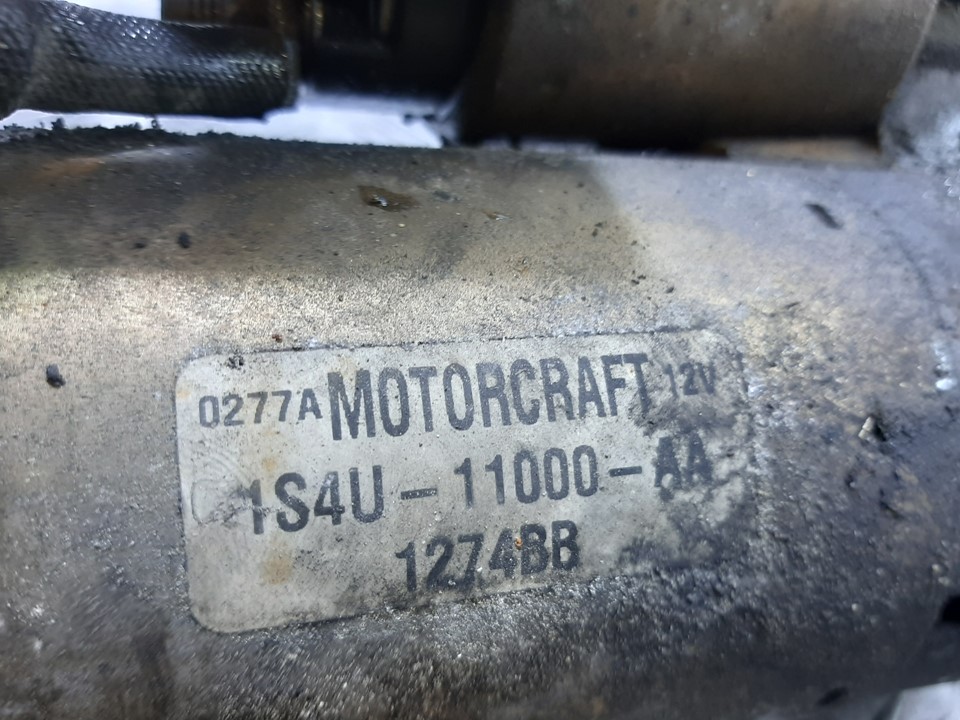 0277A MOTORCRAFT 12V
1S4U-11000-AA
1274BB